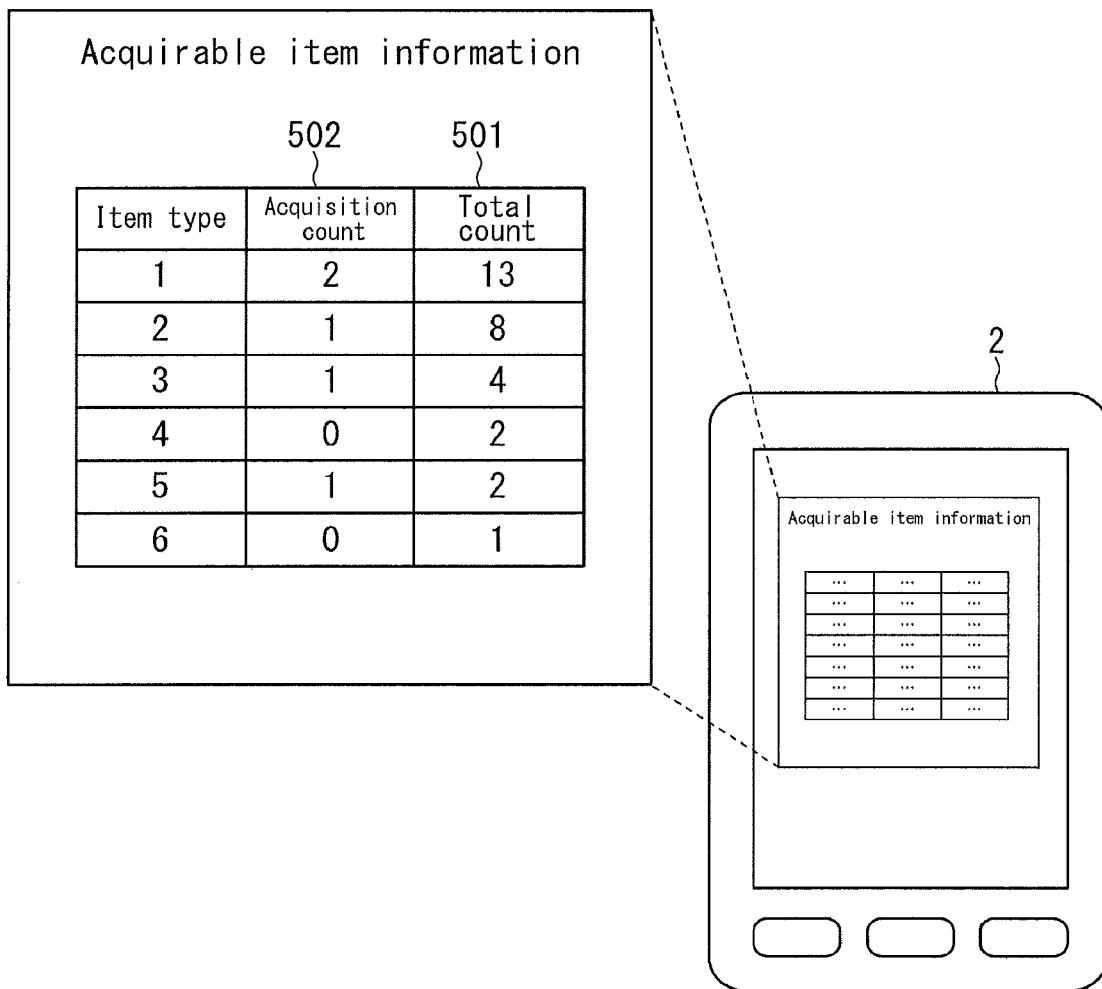 Acquirable item information
502 501
Item type Acquisition count Total count
1 2 13
2 1 8
3 1 4
4 0 2
5 1 2
6 0 1
2
Acquirable item information
... ... ...
... ... ...
... ... ...
... ... ...
... ... ...
... ... ...
... ... ...